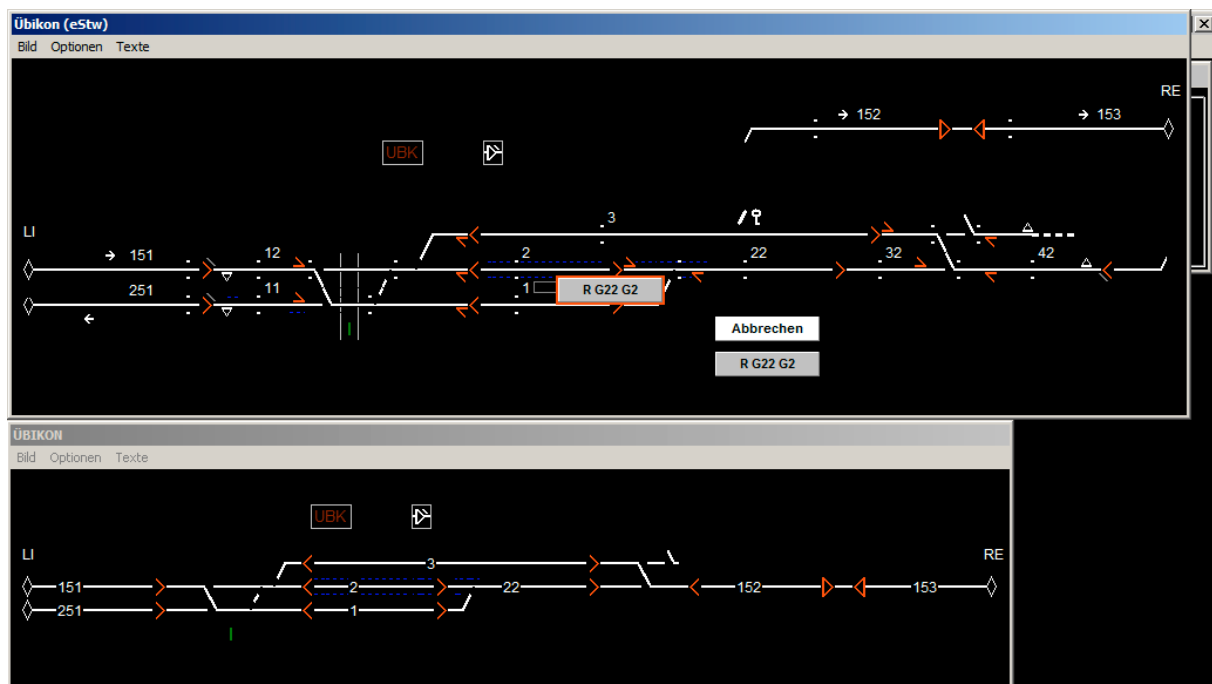 Übikon (eStw)
Bild Optionen Texte
RE
→ 152 → 153
UBK
3
LI
→ 151 12 2 22 32 42
251 11 1 R G22 G2
←
Abbrechen
R G22 G2
ÜBIKON
Bild Optionen Texte
UBK
LI 3 RE
151 2 22 152 153
251 1